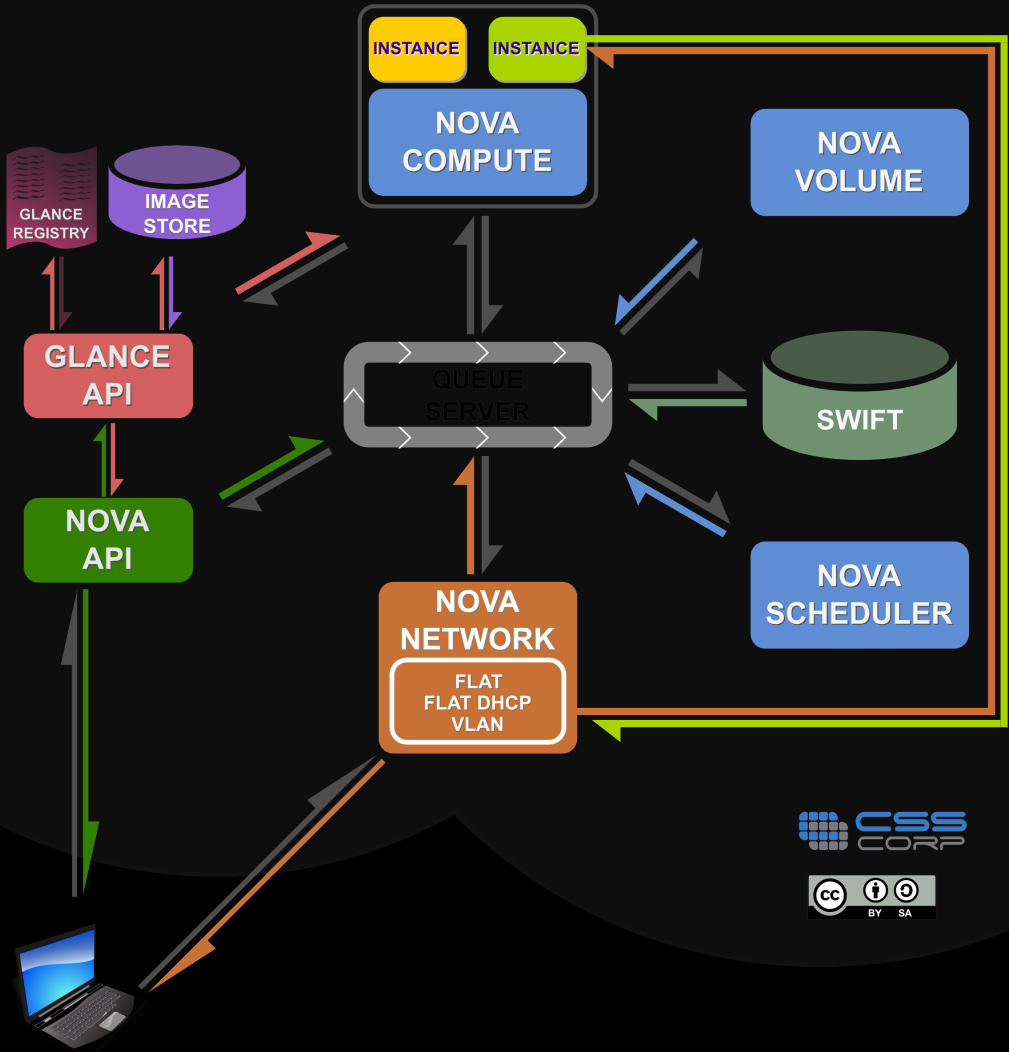 INSTANCE
INSTANCE
NOVA
COMPUTE
NOVA
VOLUME
GLANCE
REGISTRY
IMAGE
STORE
GLANCE
API
QUEUE
SERVER
SWIFT
NOVA
API
NOVA
SCHEDULER
NOVA
NETWORK
FLAT
FLAT DHCP
VLAN
CSS
CORP
cc
BY SA